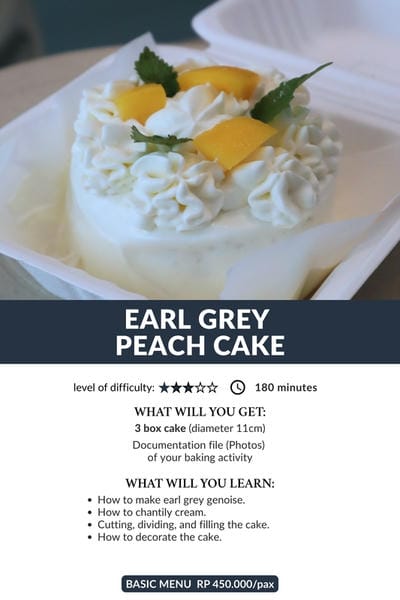 EARL GREY
PEACH CAKE
level of difficulty: ★★★☆☆ 180 minutes
WHAT WILL YOU GET:
3 box cake (diameter 11cm)
Documentation file (Photos)
of your baking activity
WHAT WILL YOU LEARN:
• How to make earl grey genoise.
• How to chantily cream.
• Cutting, dividing, and filling the cake.
• How to decorate the cake.
BASIC MENU RP 450.000/pax